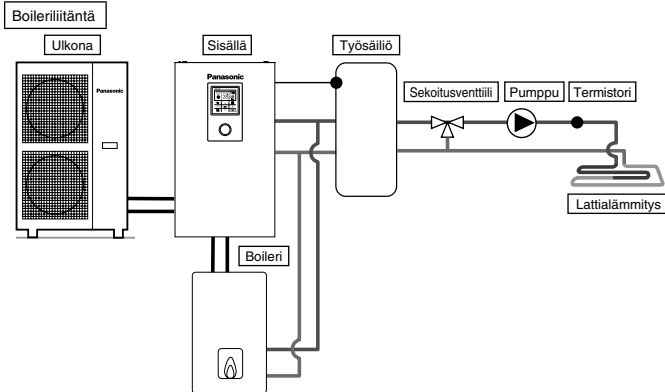 Boileriliitäntä
Ulkona
Sisällä
Työsäiliö
Sekoitusventtiili
Pumppu
Termistori
Panasonic
Panasonic
Lattialämmitys
Boileri